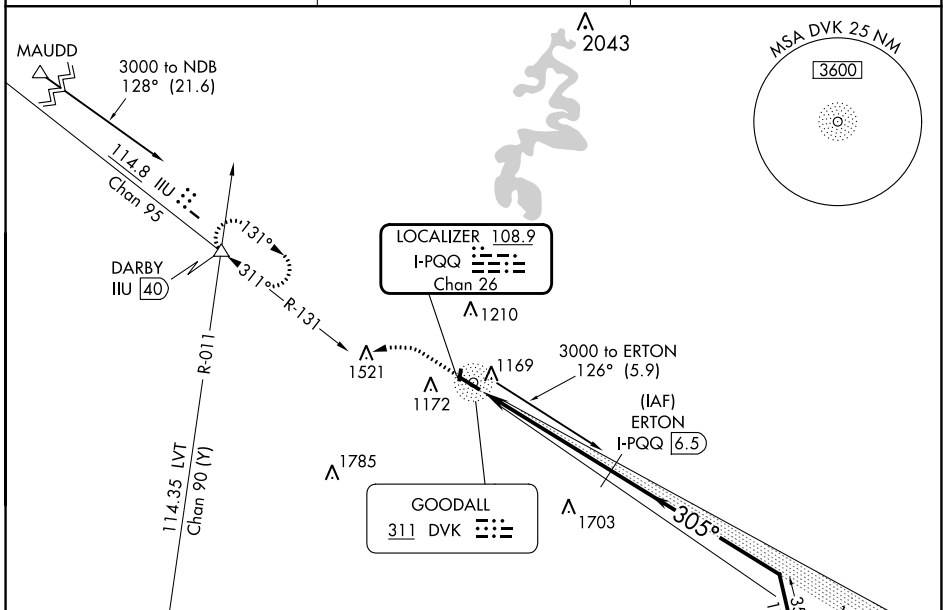 MAUDD
3000 to NDB
128° (21.6)
2043
MSA DVK 25 NM
3600
114.8 IIU
Chan 95
131°
DARBY
IIU 40
311°
R-131
R-011
LOCALIZER 108.9
I-PQQ
Chan 26
1210
1521
1169
1172
3000 to ERTON
126° (5.9)
(IAF)
ERTON
I-PQQ 6.5
1785
114.35 LVT
Chan 90 (Y)
GOODALL
311 DVK
1703
305°